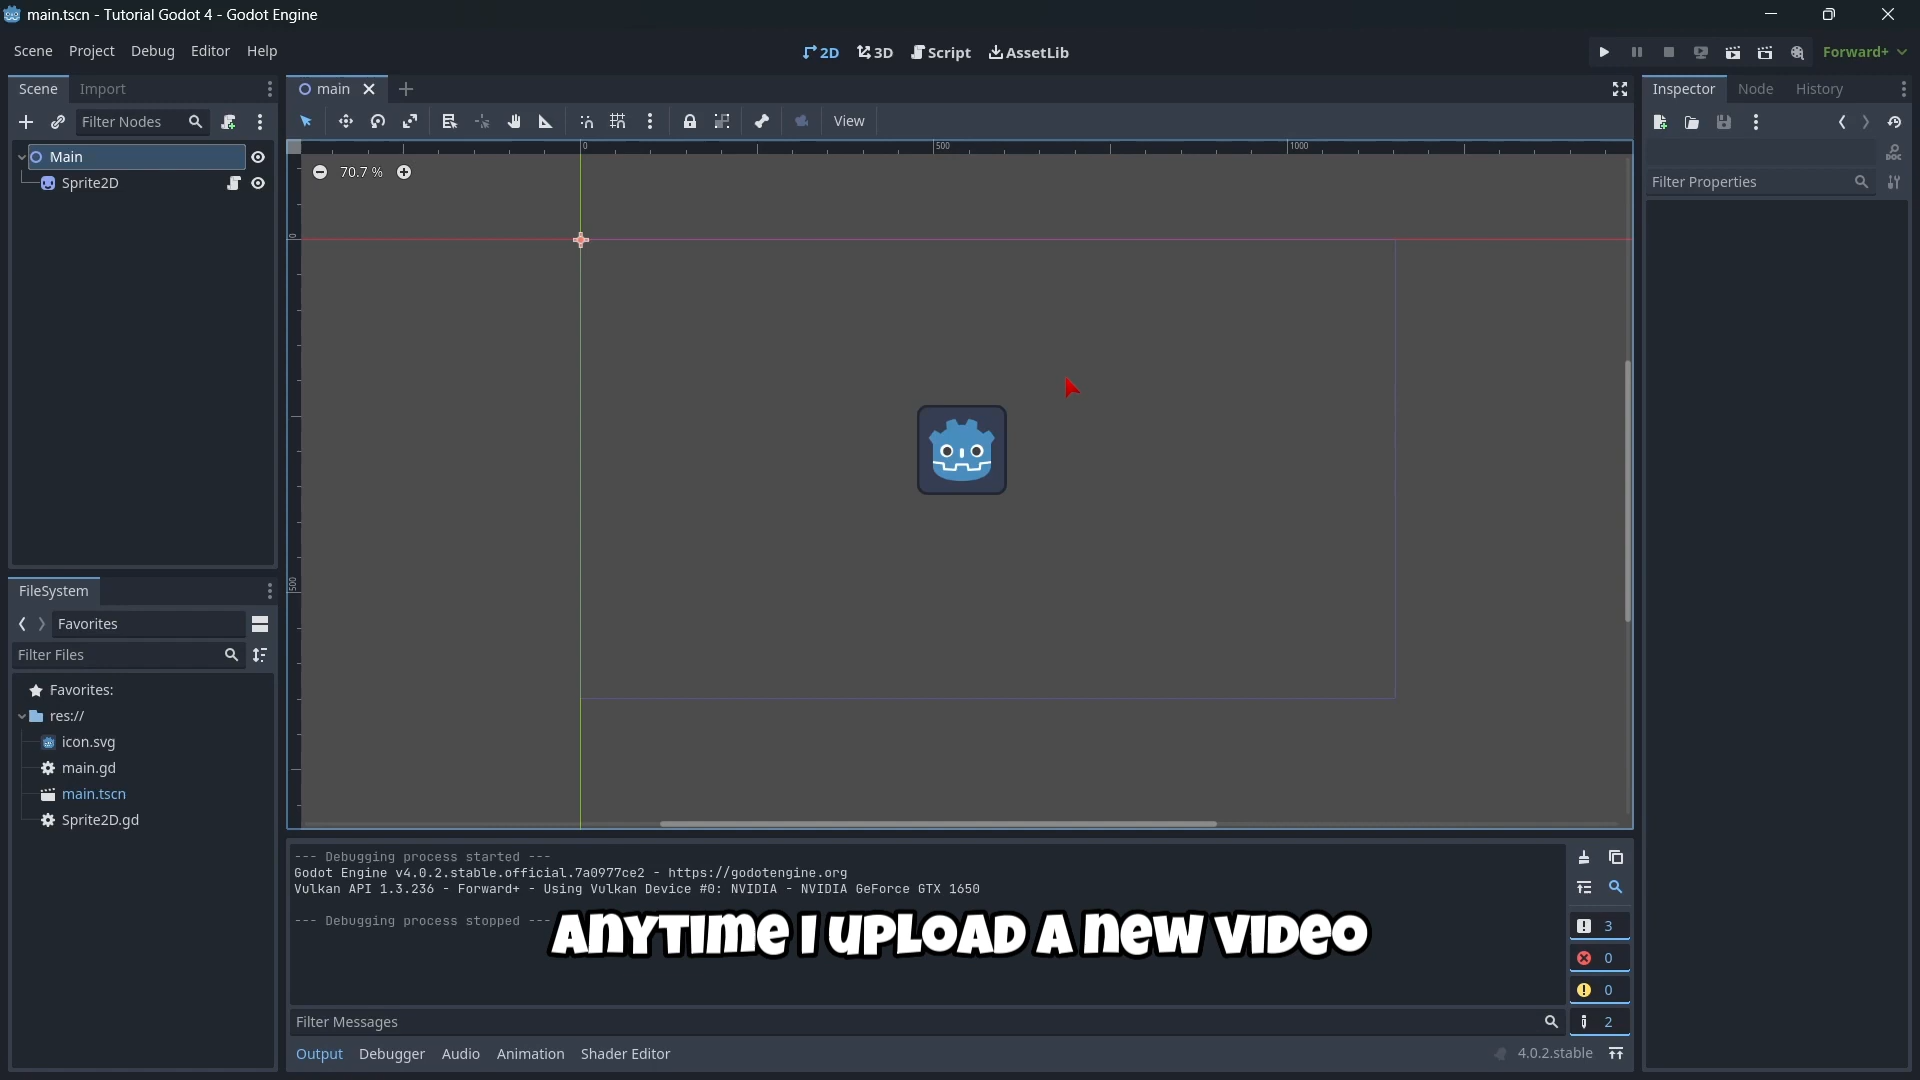 main.tscn - Tutorial Godot 4 - Godot Engine
Scene Project Debug Editor Help
2D 3D Script AssetLib
Forward+
Scene Import
main
Inspector Node History
Filter Nodes
View
Main
Sprite2D
70.7 %
0 500 1000
0
500
DOC
Filter Properties
FileSystem
Favorites
Filter Files
Favorites:
res://
icon.svg
main.gd
main.tscn
Sprite2D.gd
--- Debugging process started ---
Godot Engine v4.0.2.stable.official.7a0977ce2 - https://godotengine.org
Vulkan API 1.3.236 - Forward+ - Using Vulkan Device #0: NVIDIA - NVIDIA GeForce GTX 1650
--- Debugging process stopped ---
ANYTIME I UPLOAD A NEW VIDEO
3
0
0
2
Filter Messages
Output Debugger Audio Animation Shader Editor
4.0.2.stable